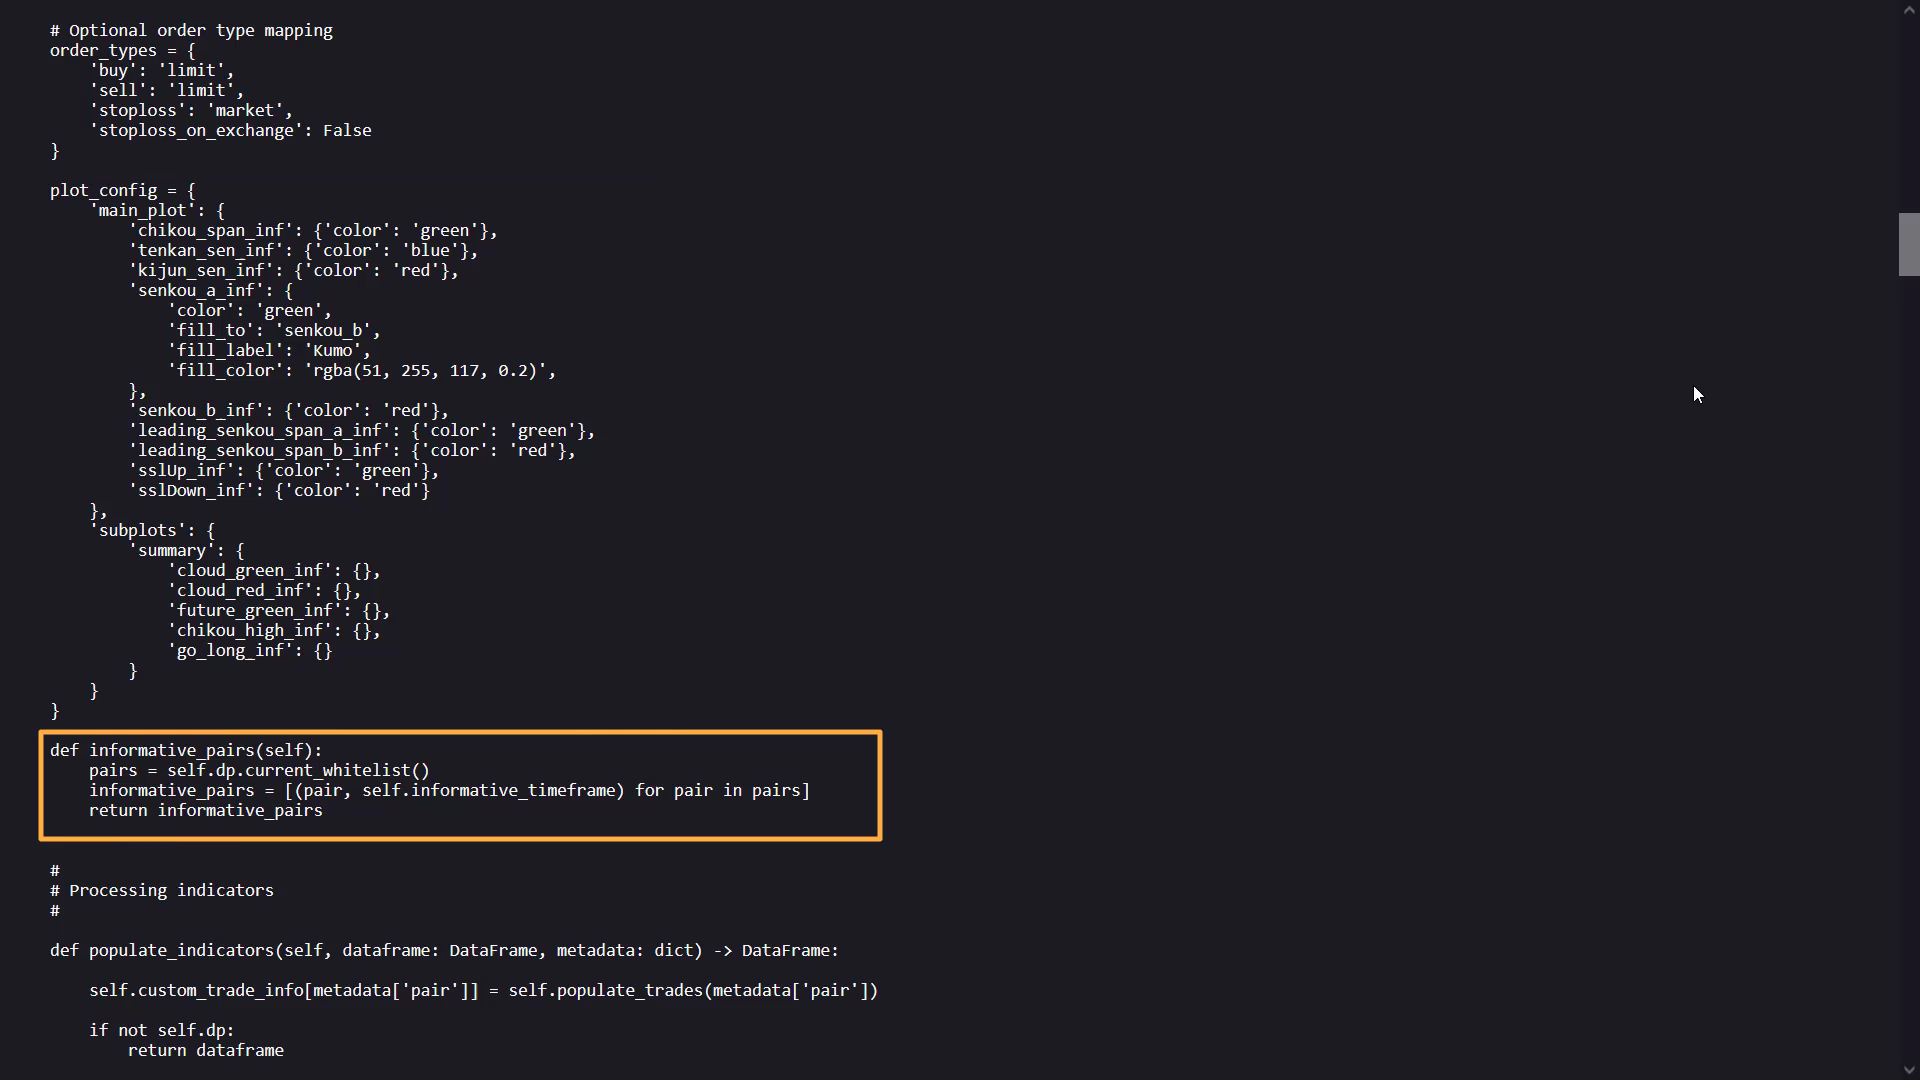 # Optional order type mapping
order_types = {
    'buy': 'limit',
    'sell': 'limit',
    'stoploss': 'market',
    'stoploss_on_exchange': False
}

plot_config = {
    'main_plot': {
        'chikou_span_inf': {'color': 'green'},
        'tenkan_sen_inf': {'color': 'blue'},
        'kijun_sen_inf': {'color': 'red'},
        'senkou_a_inf': {
            'color': 'green',
            'fill_to': 'senkou_b',
            'fill_label': 'Kumo',
            'fill_color': 'rgba(51, 255, 117, 0.2)',
        },
        'senkou_b_inf': {'color': 'red'},
        'leading_senkou_span_a_inf': {'color': 'green'},
        'leading_senkou_span_b_inf': {'color': 'red'},
        'sslUp_inf': {'color': 'green'},
        'sslDown_inf': {'color': 'red'}
    },
    'subplots': {
        'summary': {
            'cloud_green_inf': {},
            'cloud_red_inf': {},
            'future_green_inf': {},
            'chikou_high_inf': {},
            'go_long_inf': {}
        }
    }
}

def informative_pairs(self):
    pairs = self.dp.current_whitelist()
    informative_pairs = [(pair, self.informative_timeframe) for pair in pairs]
    return informative_pairs

#
# Processing indicators
#

def populate_indicators(self, dataframe: DataFrame, metadata: dict) -> DataFrame:

    self.custom_trade_info[metadata['pair']] = self.populate_trades(metadata['pair'])

    if not self.dp:
        return dataframe